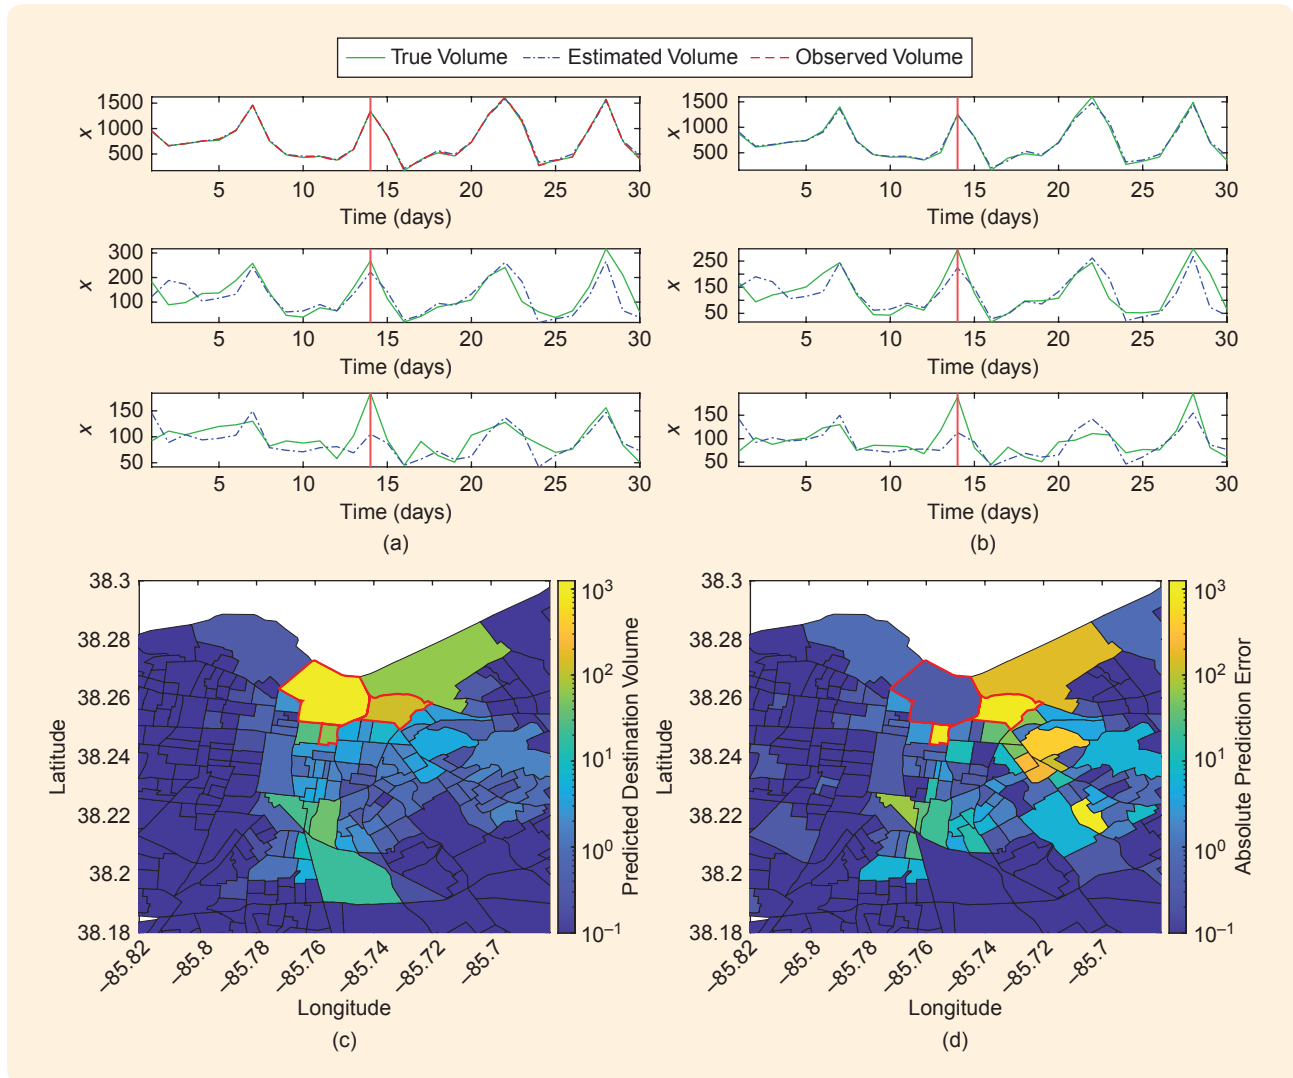 True Volume Estimated Volume Observed Volume
1500
1000
500
x
5 10 15 20 25 30
Time (days)
1500
1000
500
x
5 10 15 20 25 30
Time (days)
300
200
100
x
5 10 15 20 25 30
Time (days)
250
150
50
x
5 10 15 20 25 30
Time (days)
150
100
50
x
5 10 15 20 25 30
Time (days)
(a)
150
100
50
x
5 10 15 20 25 30
Time (days)
(b)
38.3
38.28
38.26
38.24
38.22
38.2
38.18
Latitude
–85.82 –85.8 –85.78 –85.76 –85.74 –85.72 –85.7
Longitude
10³
10²
10¹
10⁰
10⁻¹
Predicted Destination Volume
(c)
38.3
38.28
38.26
38.24
38.22
38.2
38.18
Latitude
–85.82 –85.8 –85.78 –85.76 –85.74 –85.72 –85.7
Longitude
10³
10²
10¹
10⁰
10⁻¹
Absolute Prediction Error
(d)